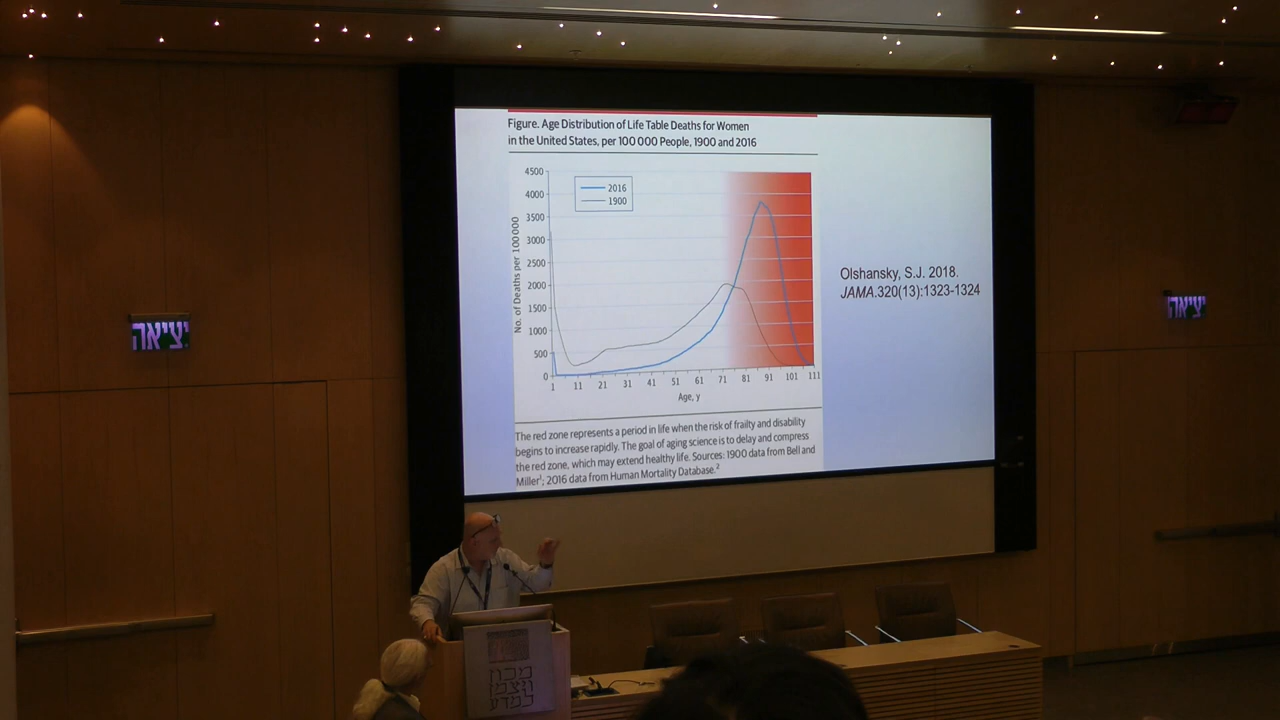 Figure. Age Distribution of Life Table Deaths for Women
in the United States, per 100 000 People, 1900 and 2016
4500
4000
3500
3000
2500
2000
1500
1000
500
0
No. of Deaths per 100 000
2016
1900
1
11
21
31
41
51
61
71
81
91
101
111
Age, y
The red zone represents a period in life when the risk of frailty and disability
begins to increase rapidly. The goal of aging science is to delay and compress
the red zone, which may extend healthy life. Sources: 1900 data from Bell and
Miller¹; 2016 data from Human Mortality Database.²
Olshansky, S.J. 2018.
JAMA.320(13):1323-1324
יציאה
יציאה
מכון
ויצמן
למדע